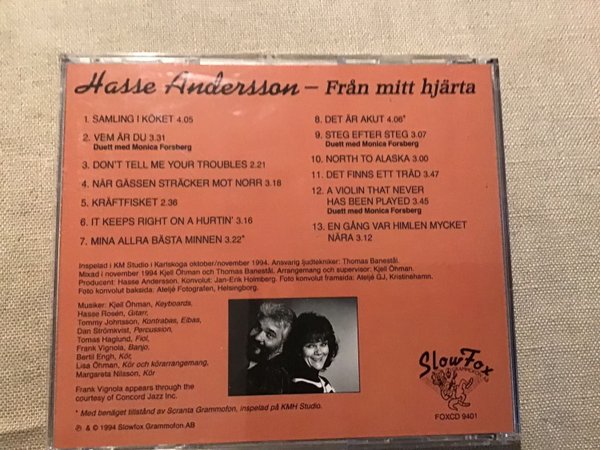 Hasse Andersson – Från mitt hjärta
1. SAMLING I KÖKET 4.05
2. VEM ÄR DU 3.31
Duett med Monica Forsberg
3. DON'T TELL ME YOUR TROUBLES 2.21
4. NÄR GÄSSEN STRÄCKER MOT NORR 3.18
5. KRÄFTFISKET 2.36
6. IT KEEPS RIGHT ON A HURTIN' 3.16
7. MINA ALLRA BÄSTA MINNEN 3.22*
8. DET ÄR AKUT 4.06*
9. STEG EFTER STEG 3.07
Duett med Monica Forsberg
10. NORTH TO ALASKA 3.00
11. DET FINNS ETT TRÄD 3.47
12. A VIOLIN THAT NEVER
HAS BEEN PLAYED 3.45
Duett med Monica Forsberg
13. EN GÅNG VAR HIMLEN MYCKET
NÄRA 3.12
Inspelad i KM Studio i Karlskoga oktober/november 1994. Ansvarig ljudtekniker: Thomas Banestål.
Mixad i november 1994 Kjell Öhman och Thomas Banestål. Arrangemang och supervisor: Kjell Öhman.
Producent: Hasse Andersson. Konvolut: Jan-Erik Holmberg. Foto konvolut framsida: Ateljé GJ, Kristinehamn.
Foto konvolut baksida: Ateljé Fotografen, Helsingborg.
Musiker: Kjell Öhman, Keyboards,
Hasse Rosén, Gitarr,
Tommy Johnsson, Kontrabas, Elbas,
Dan Strömkvist, Percussion,
Tomas Haglund, Fiol,
Frank Vignola, Banjo,
Bertil Engh, Kör,
Lisa Öhman, Kör och körarrangemang,
Margareta Nilsson, Kör
Frank Vignola appears through the
courtesy of Concord Jazz Inc.
* Med benäget tillstånd av Scranta Grammofon, inspelad på KMH Studio.
℗ & © 1994 Slowfox Grammofon AB
SlowFox
GRAMMOFON AB
FOXCD 9401